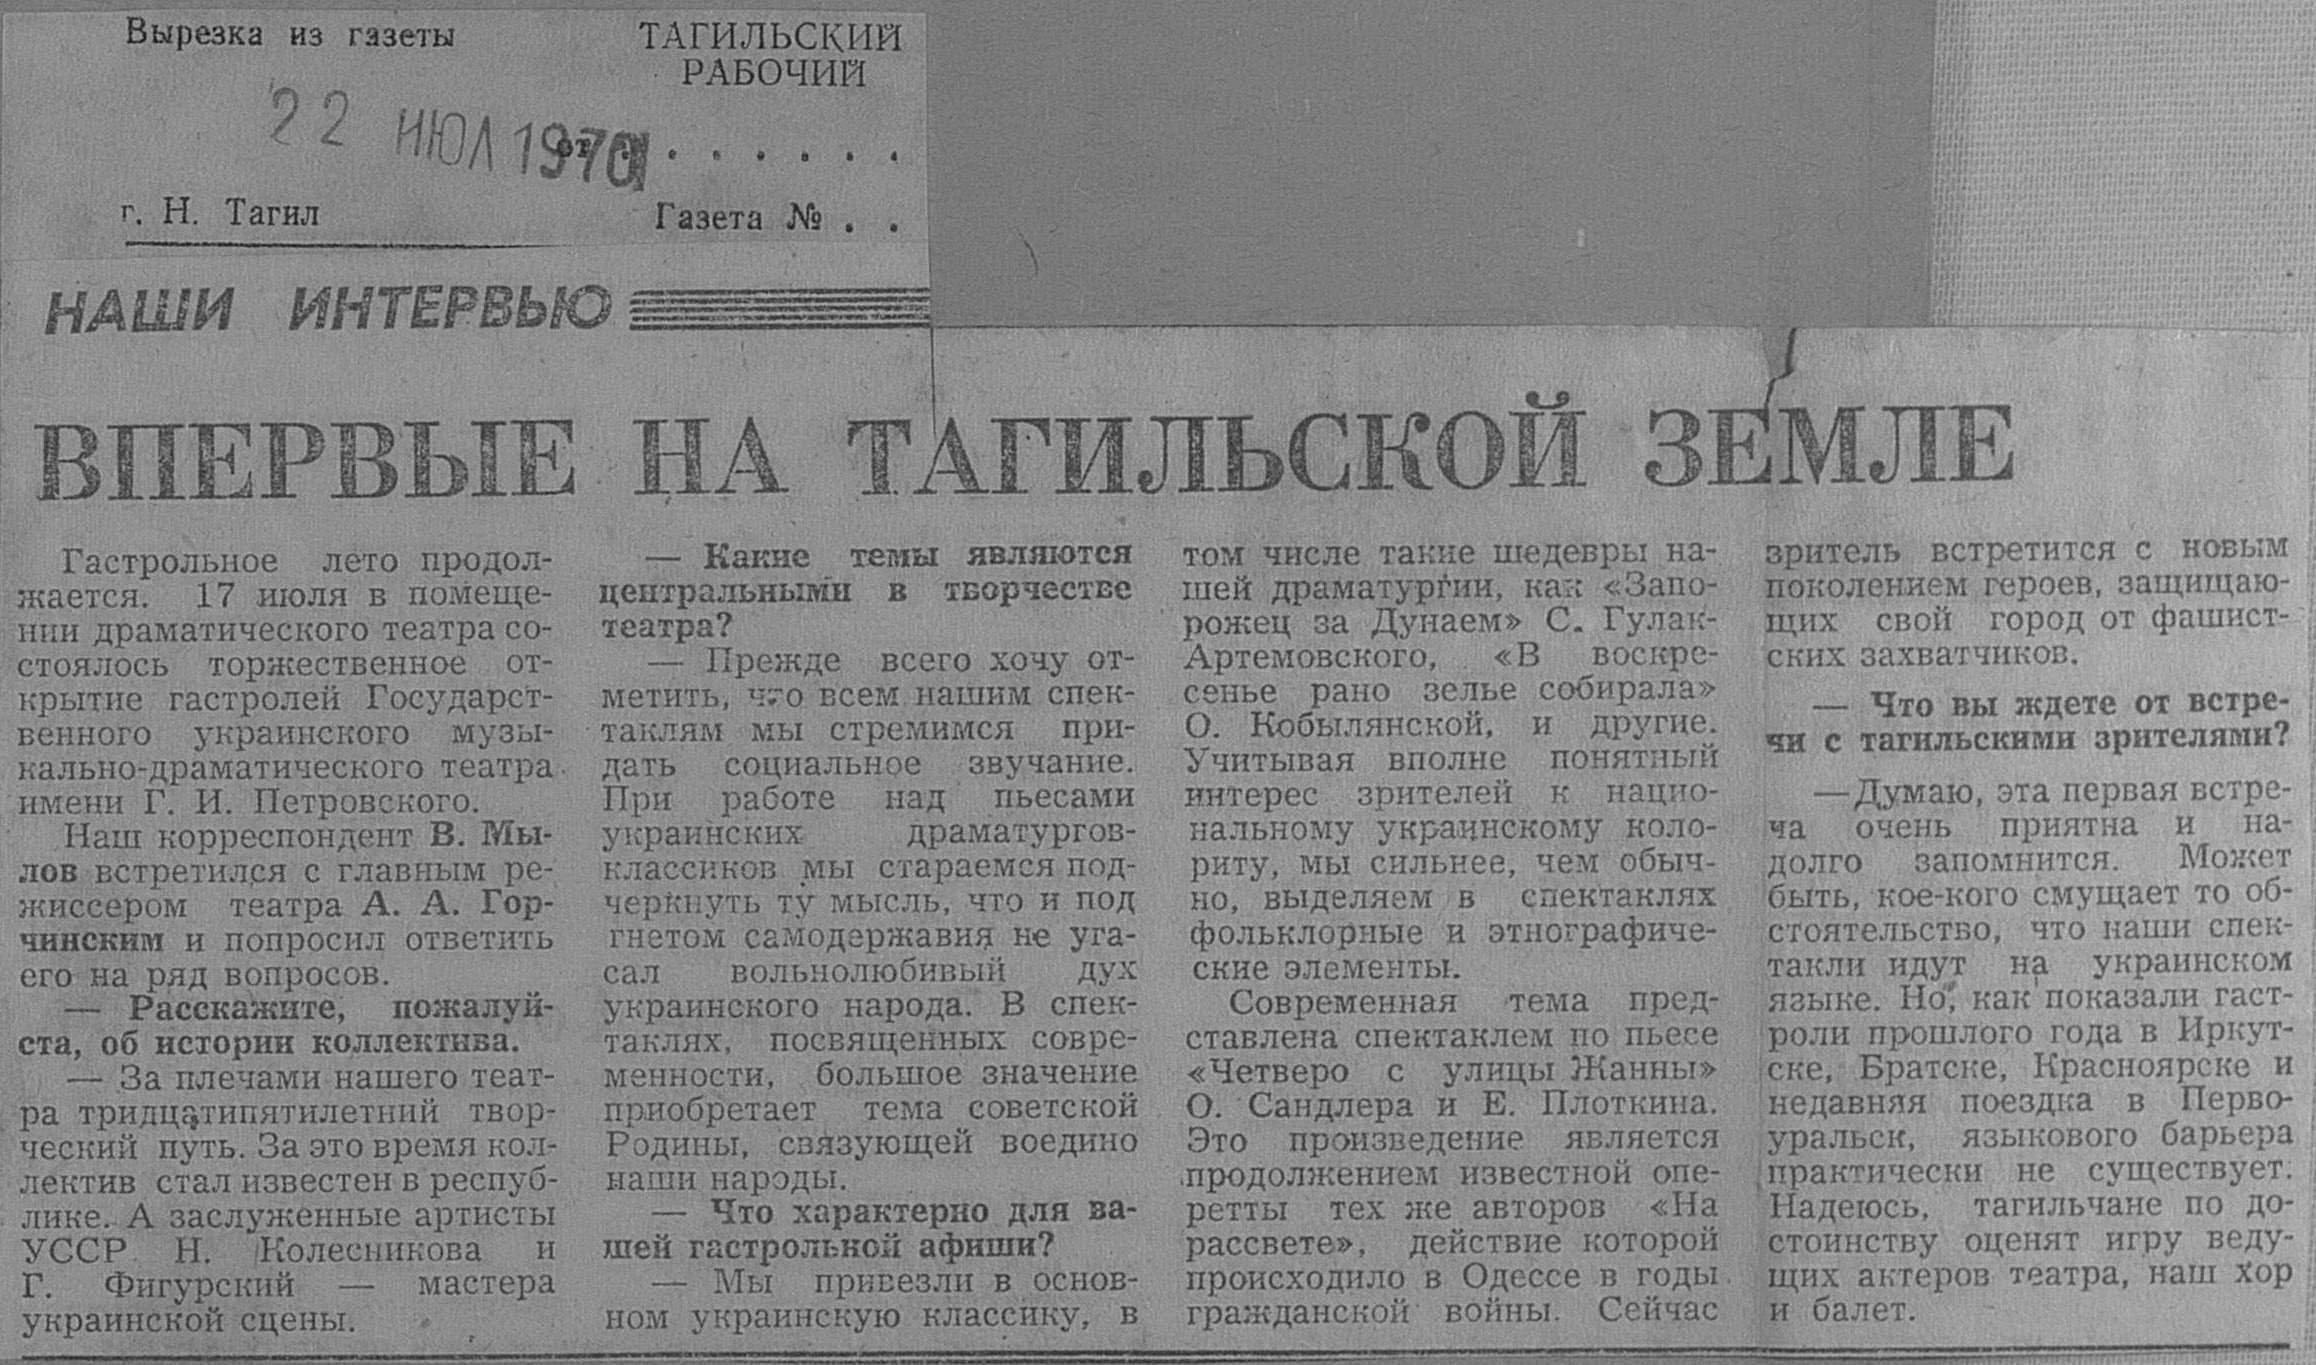 Вырезка из газеты
ТАГИЛЬСКИЙ
РАБОЧИЙ
22 ИЮЛ 1970
от . . . . . . .
г. Н. Тагил
Газета № . .
НАШИ ИНТЕРВЬЮ
ВПЕРВЫЕ НА ТАГИЛЬСКОЙ ЗЕМЛЕ
Гастрольное лето продол-
жается. 17 июля в помеще-
нии драматического театра со-
стоялось торжественное от-
крытие гастролей Государст-
венного украинского музы-
кально-драматического театра
имени Г. И. Петровского.
Наш корреспондент В. Мы-
лов встретился с главным ре-
жиссером театра А. А. Гор-
чинским и попросил ответить
его на ряд вопросов.
— Расскажите, пожалуй-
ста, об истории коллектива.
— За плечами нашего теат-
ра тридцатипятилетний твор-
ческий путь. За это время кол-
лектив стал известен в респуб-
лике. А заслуженные артисты
УССР Н. Колесникова и
Г. Фигурский — мастера
украинской сцены.
— Какие темы являются
центральными в творчестве
театра?
— Прежде всего хочу от-
метить, что всем нашим спек-
таклям мы стремимся при-
дать социальное звучание.
При работе над пьесами
украинских драматургов-
классиков мы стараемся под-
черкнуть ту мысль, что и под
гнетом самодержавия не уга-
сал вольнолюбивый дух
украинского народа. В спек-
таклях, посвященных совре-
менности, большое значение
приобретает тема советской
Родины, связующей воедино
наши народы.
— Что характерно для ва-
шей гастрольной афиши?
— Мы привезли в основ-
ном украинскую классику, в
том числе такие шедевры на-
шей драматургии, как «Запо-
рожец за Дунаем» С. Гулак-
Артемовского, «В воскре-
сенье рано зелье собирала»
О. Кобылянской, и другие.
Учитывая вполне понятный
интерес зрителей к нацио-
нальному украинскому коло-
риту, мы сильнее, чем обыч-
но, выделяем в спектаклях
фольклорные и этнографиче-
ские элементы.
Современная тема пред-
ставлена спектаклем по пьесе
«Четверо с улицы Жанны»
О. Сандлера и Е. Плоткина.
Это произведение является
продолжением известной опе-
ретты тех же авторов «На
рассвете», действие которой
происходило в Одессе в годы
гражданской войны. Сейчас
зритель встретится с новым
поколением героев, защищаю-
щих свой город от фашист-
ских захватчиков.
— Что вы ждете от встре-
чи с тагильскими зрителями?
— Думаю, эта первая встре-
ча очень приятна и на-
долго запомнится. Может
быть, кое-кого смущает то об-
стоятельство, что наши спек-
такли идут на украинском
языке. Но, как показали гаст-
роли прошлого года в Иркут-
ске, Братске, Красноярске и
недавняя поездка в Перво-
уральск, языкового барьера
практически не существует.
Надеюсь, тагильчане по до-
стоинству оценят игру веду-
щих актеров театра, наш хор
и балет.